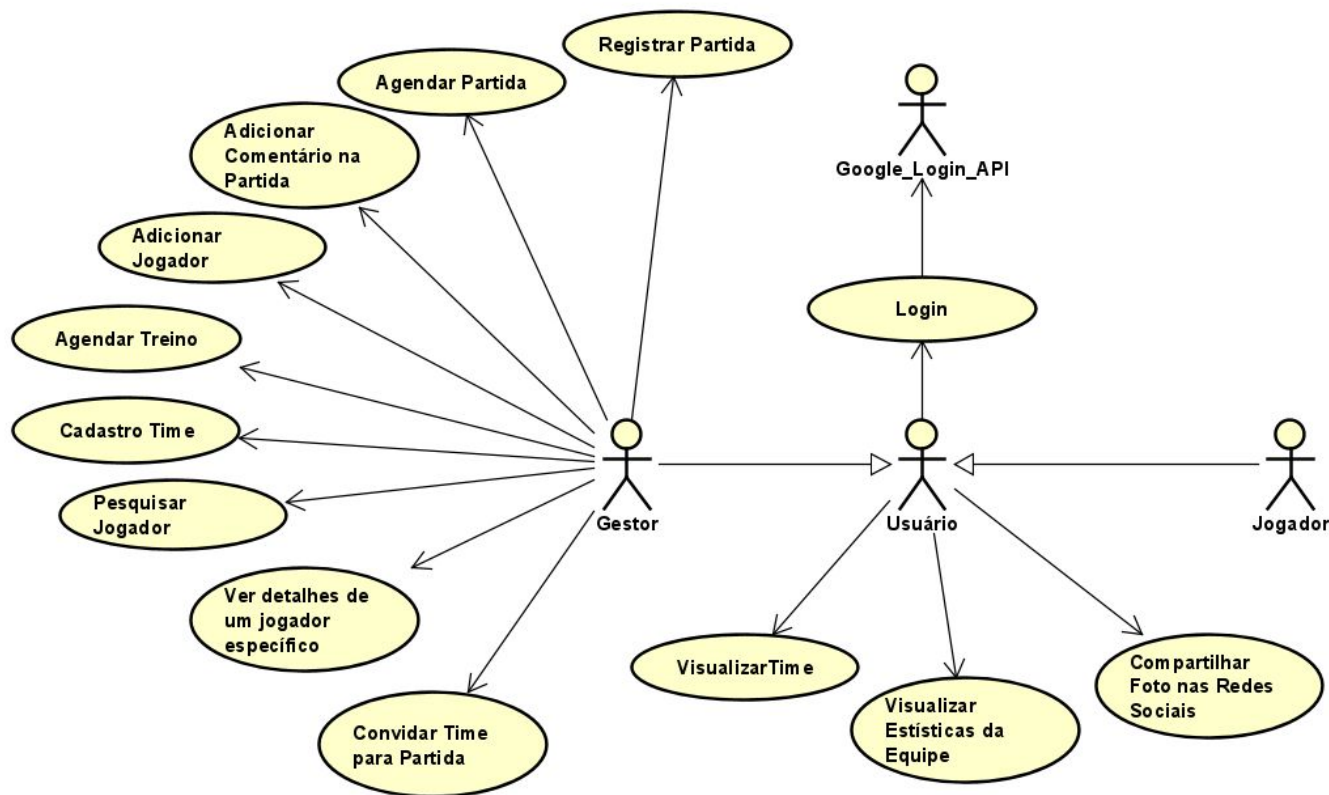 Registrar Partida
Agendar Partida
Adicionar
Comentário na
Partida
Google_Login_API
Adicionar
Jogador
Login
Agendar Treino
Cadastro Time
Pesquisar
Jogador
Gestor
Usuário
Jogador
Ver detalhes de
um jogador
específico
VisualizarTime
Compartilhar
Foto nas Redes
Sociais
Visualizar
Estísticas da
Equipe
Convidar Time
para Partida